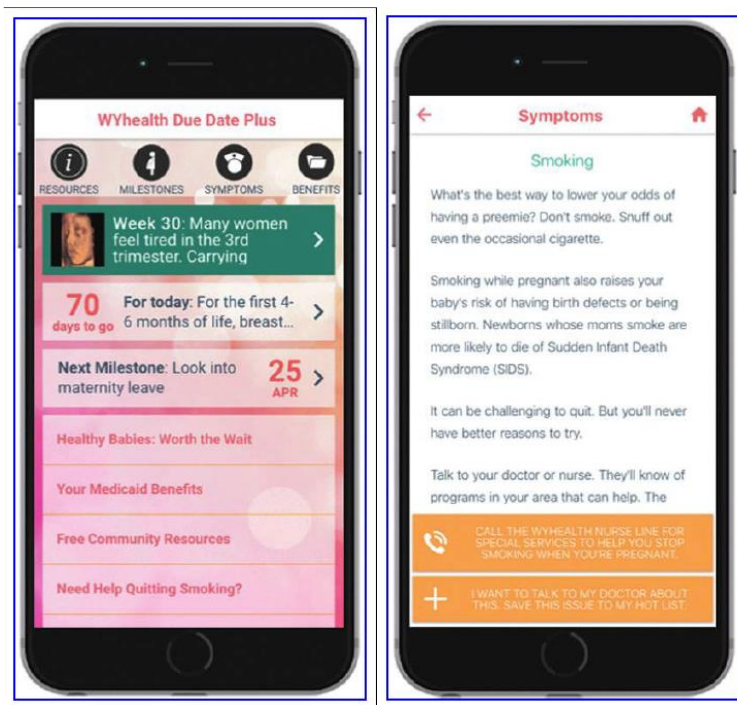 WYhealth Due Date Plus
RESOURCES MILESTONES SYMPTOMS BENEFITS
Week 30: Many women
feel tired in the 3rd
trimester. Carrying
70
days to go
For today: For the first 4-
6 months of life, breast...
Next Milestone: Look into
maternity leave
25
APR
Healthy Babies: Worth the Wait
Your Medicaid Benefits
Free Community Resources
Need Help Quitting Smoking?
Symptoms
Smoking
What's the best way to lower your odds of
having a preemie? Don't smoke. Snuff out
even the occasional cigarette.
Smoking while pregnant also raises your
baby's risk of having birth defects or being
stillborn. Newborns whose moms smoke are
more likely to die of Sudden Infant Death
Syndrome (SIDS).
It can be challenging to quit. But you'll never
have better reasons to try.
Talk to your doctor or nurse. They'll know of
programs in your area that can help. The
CALL THE WYHEALTH NURSE LINE FOR
SPECIAL SERVICES TO HELP YOU STOP
SMOKING WHEN YOU'RE PREGNANT.
I WANT TO TALK TO MY DOCTOR ABOUT
THIS. SAVE THIS ISSUE TO MY HOT LIST.